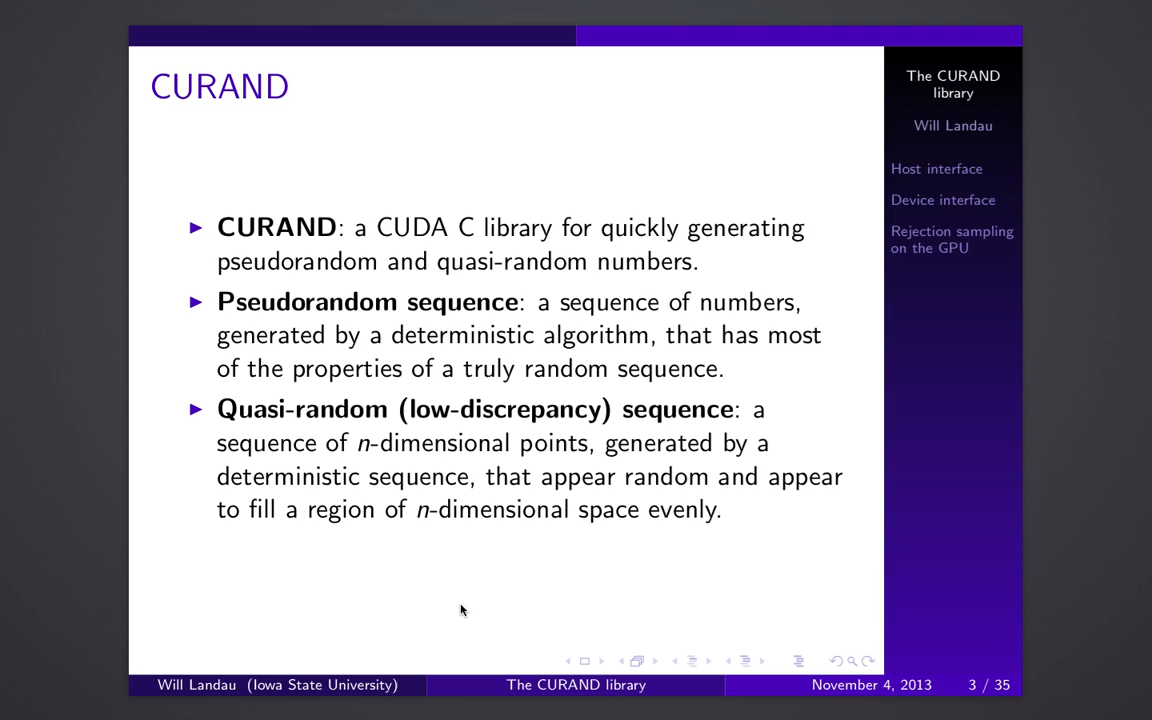 CURAND
CURAND: a CUDA C library for quickly generating
pseudorandom and quasi-random numbers.
Pseudorandom sequence: a sequence of numbers,
generated by a deterministic algorithm, that has most
of the properties of a truly random sequence.
Quasi-random (low-discrepancy) sequence: a
sequence of n-dimensional points, generated by a
deterministic sequence, that appear random and appear
to fill a region of n-dimensional space evenly.
The CURAND
library
Will Landau
Host interface
Device interface
Rejection sampling
on the GPU
Will Landau (Iowa State University)
The CURAND library
November 4, 2013
3 / 35